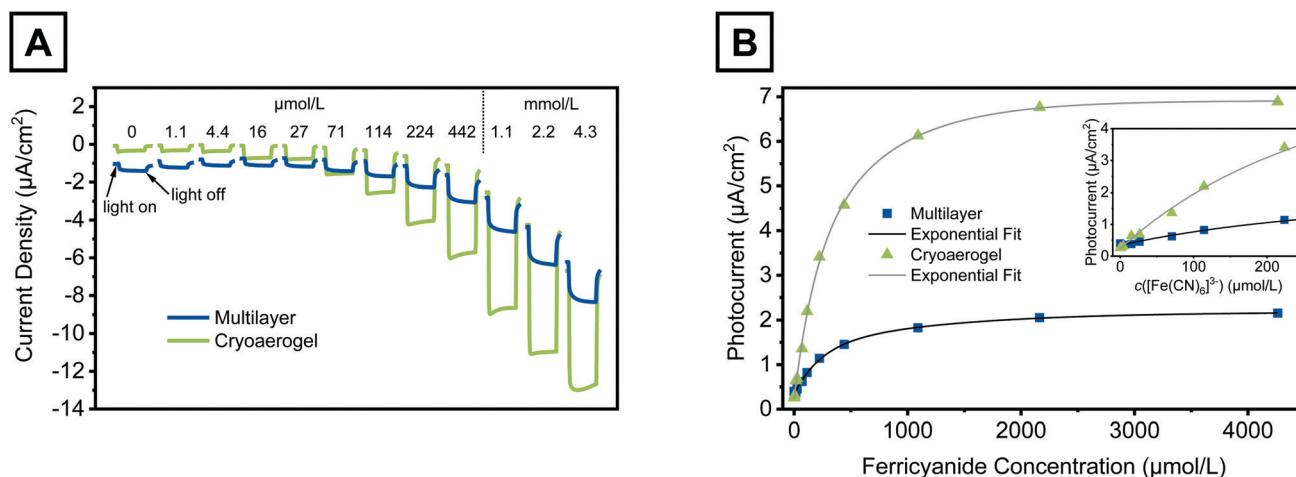 A
µmol/L
mmol/L
0 1.1 4.4 16 27 71 114 224 442 1.1 2.2 4.3
light on
light off
Multilayer
Cryoaerogel
2
0
-2
-4
-6
-8
-10
-12
-14
Current Density (µA/cm²)
B
7
6
5
4
3
2
1
0
Photocurrent (µA/cm²)
Multilayer
Exponential Fit
Cryoaerogel
Exponential Fit
4
3
2
1
0
Photocurrent (µA/cm²)
0 100 200
c([Fe(CN)₆]³⁻) (µmol/L)
0 1000 2000 3000 4000
Ferricyanide Concentration (µmol/L)